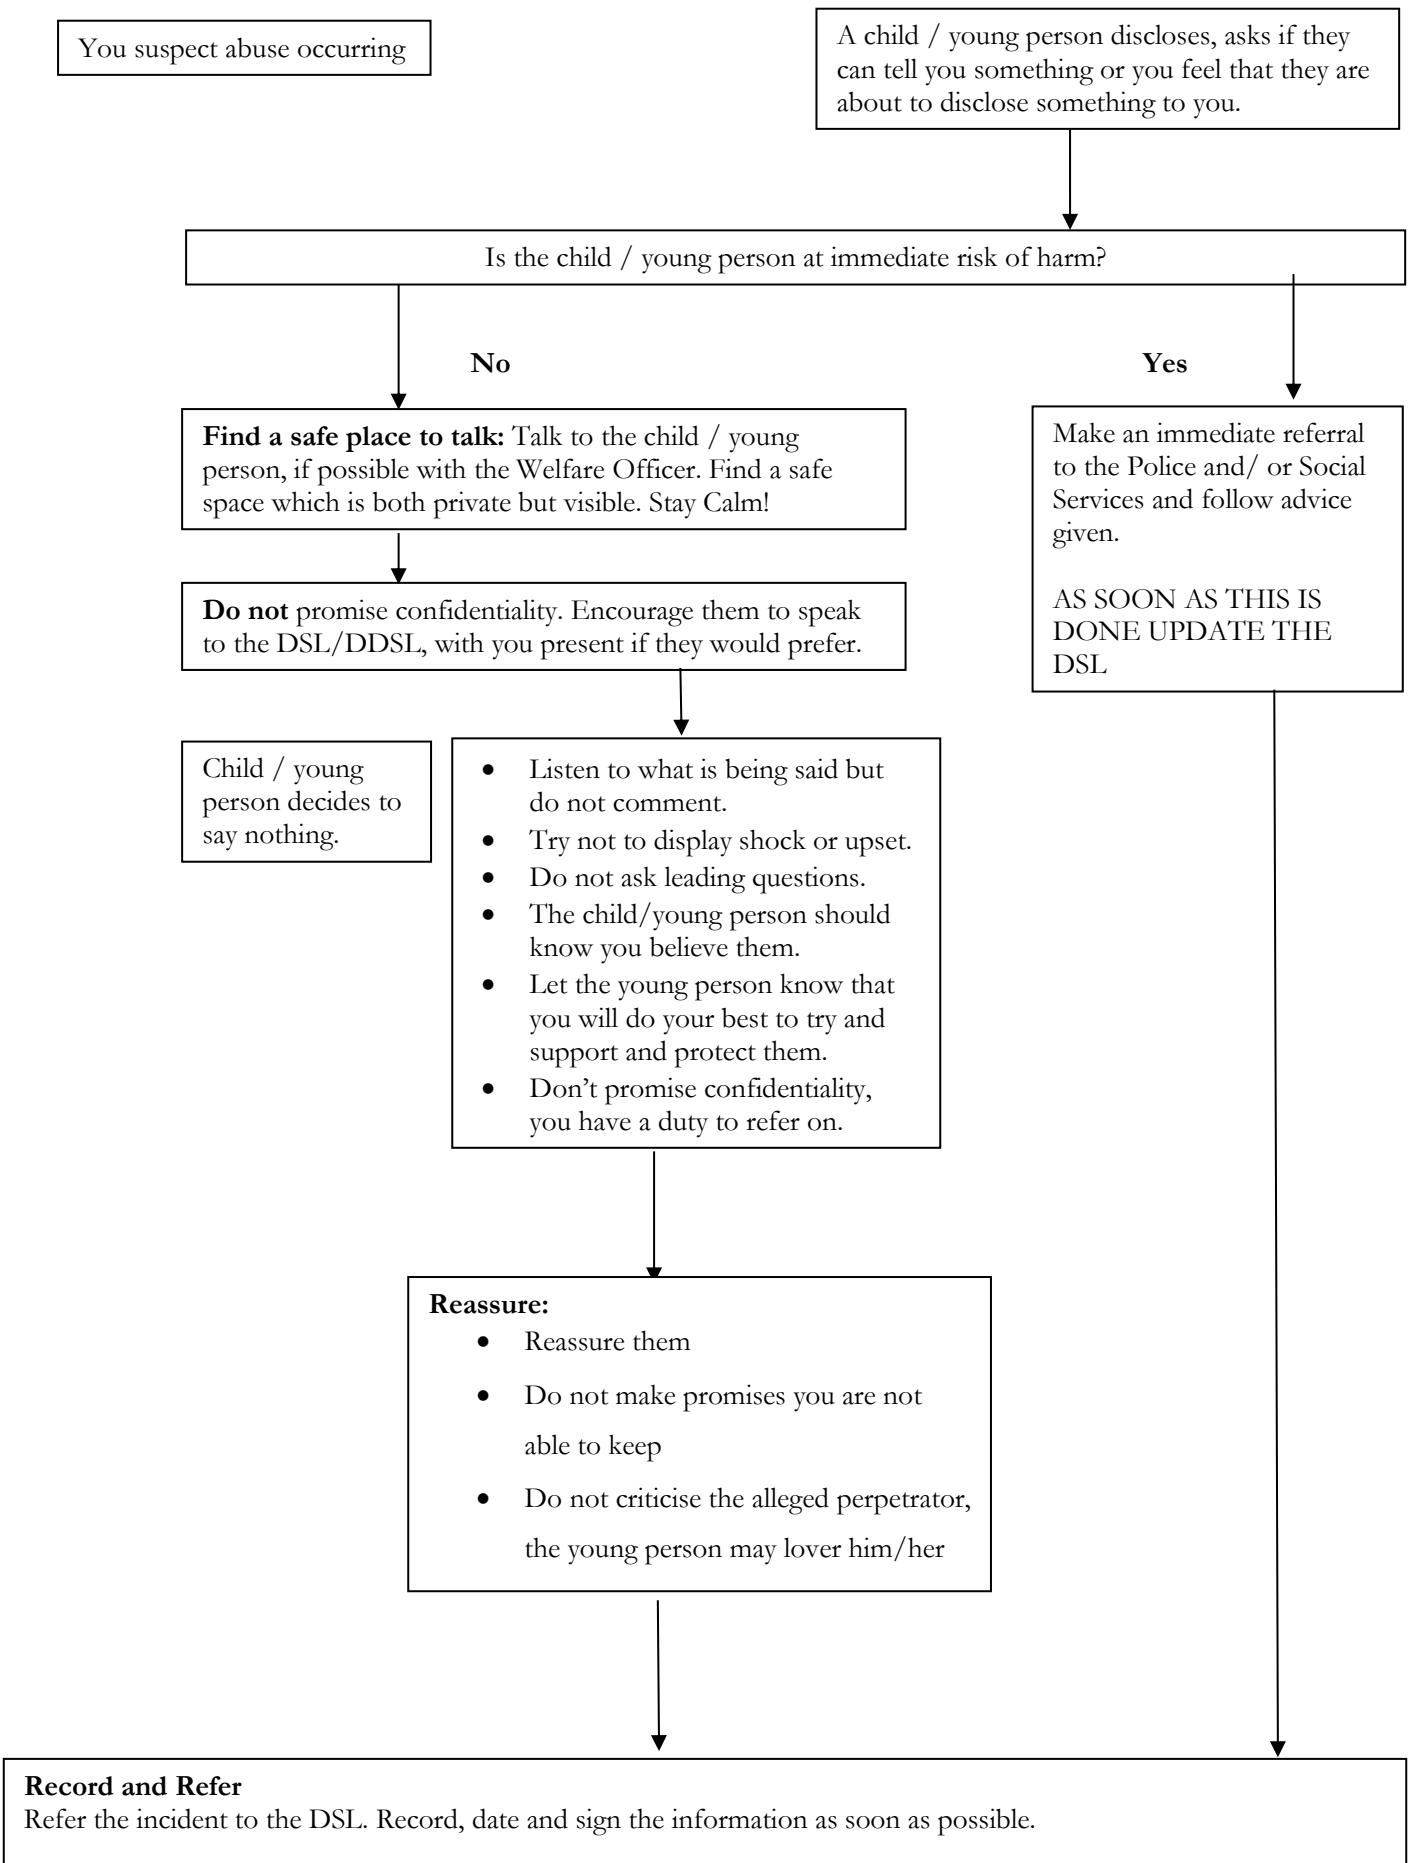 You suspect abuse occurring
A child / young person discloses, asks if they
can tell you something or you feel that they are
about to disclose something to you.
Is the child / young person at immediate risk of harm?
No
Yes
Find a safe place to talk: Talk to the child / young
person, if possible with the Welfare Officer. Find a safe
space which is both private but visible. Stay Calm!
Make an immediate referral
to the Police and/ or Social
Services and follow advice
given.
AS SOON AS THIS IS
DONE UPDATE THE
DSL
Do not promise confidentiality. Encourage them to speak
to the DSL/DDSL, with you present if they would prefer.
Child / young
person decides to
say nothing.
• Listen to what is being said but
do not comment.
• Try not to display shock or upset.
• Do not ask leading questions.
• The child/young person should
know you believe them.
• Let the young person know that
you will do your best to try and
support and protect them.
• Don’t promise confidentiality,
you have a duty to refer on.
Reassure:
• Reassure them
• Do not make promises you are not
able to keep
• Do not criticise the alleged perpetrator,
the young person may lover him/her
Record and Refer
Refer the incident to the DSL. Record, date and sign the information as soon as possible.